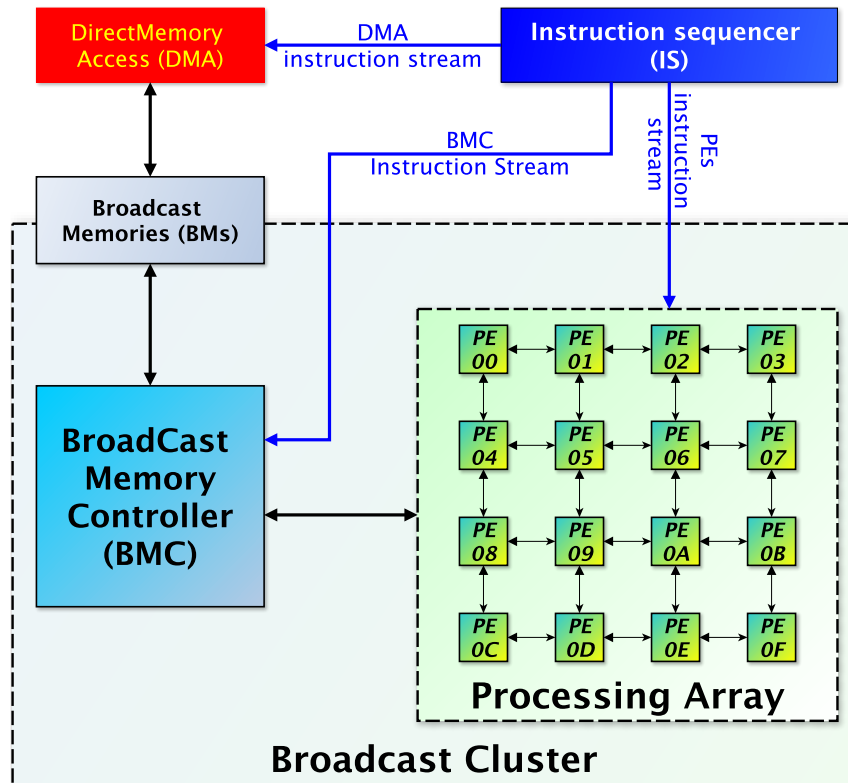 DirectMemory
Access (DMA)
DMA
instruction stream
Instruction sequencer
(IS)
BMC
Instruction Stream
PEs
instruction
stream
Broadcast
Memories (BMs)
BroadCast
Memory
Controller
(BMC)
PE
00
PE
01
PE
02
PE
03
PE
04
PE
05
PE
06
PE
07
PE
08
PE
09
PE
0A
PE
0B
PE
0C
PE
0D
PE
0E
PE
0F
Processing Array
Broadcast Cluster